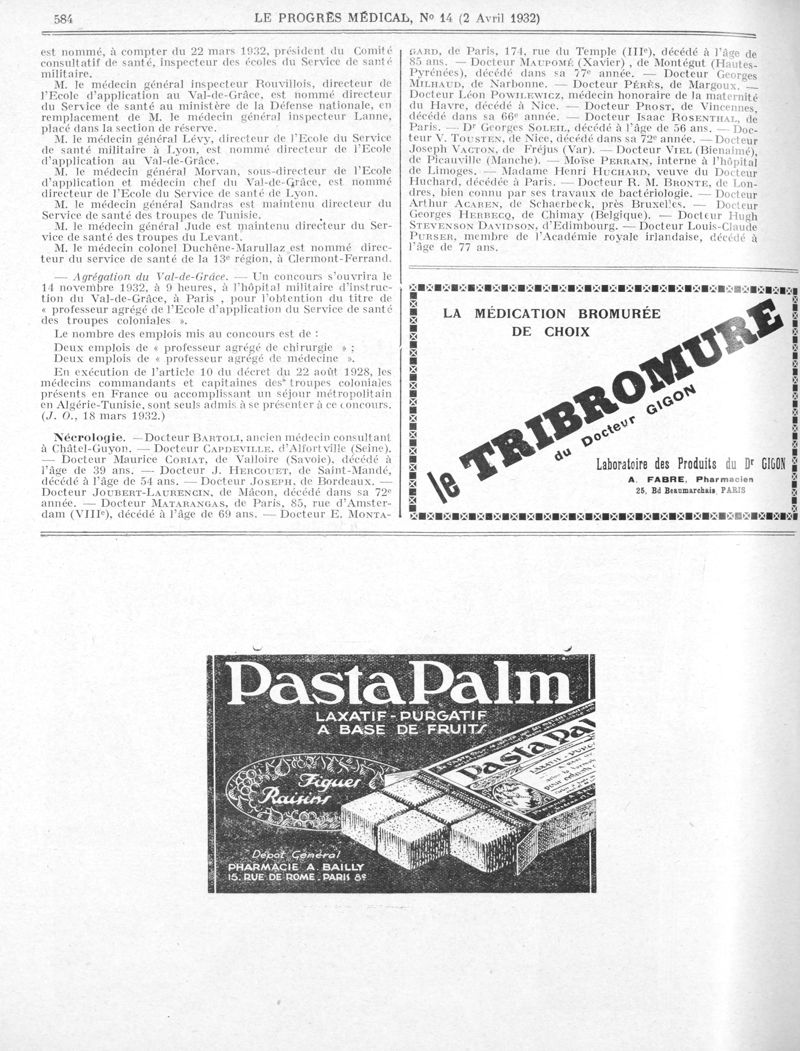 584
LE PROGRÈS MÉDICAL, No 14 (2 Avril 1932)
est nommé, à compter du 22 mars 1932, président du Comité
consultatif de santé, inspecteur des écoles du Service de santé
militaire.
M. le médecin général inspecteur Rouvillois, directeur de
l'Ecole d'application au Val-de-Grâce, est nommé directeur
du Service de santé au ministère de la Défense nationale, en
remplacement de M. le médecin général inspecteur Lanne,
placé dans la section de réserve.
M. le médecin général Lévy, directeur de l'Ecole du Service
de santé militaire à Lyon, est nommé directeur de l'Ecole
d'application au Val-de-Grâce.
M. le médecin général Morvan, sous-directeur de l'Ecole
d'application et médecin chef du Val-de-Grâce, est nommé
directeur de l'Ecole du Service de santé de Lyon.
M. le médecin général Sandras est maintenu directeur du
Service de santé des troupes de Tunisie.
M. le médecin général Jude est maintenu directeur du Ser-
vice de santé des troupes du Levant.
M. le médecin colonel Duchêne-Marullaz est nommé direc-
teur du service de santé de la 13e région, à Clermont-Ferrand.
— Agrégation du Val-de-Grâce. — Un concours s'ouvrira le
14 novembre 1932, à 9 heures, à l'hôpital militaire d'instruc-
tion du Val-de-Grâce, à Paris , pour l'obtention du titre de
« professeur agrégé de l'Ecole d'application du Service de santé
des troupes coloniales ».
Le nombre des emplois mis au concours est de :
Deux emplois de « professeur agrégé de chirurgie » ;
Deux emplois de « professeur agrégé de médecine ».
En exécution de l'article 10 du décret du 22 août 1928, les
médecins commandants et capitaines des troupes coloniales
présents en France ou accomplissant un séjour métropolitain
en Algérie-Tunisie, sont seuls admis à se présenter à ce concours.
(J. O., 18 mars 1932.)
Nécrologie. — Docteur BARTOLI, ancien médecin consultant
à Châtel-Guyon. — Docteur CAPDEVILLE, d'Alfortville (Seine).
— Docteur Maurice CORIAT, de Valloire (Savoie), décédé à
l'âge de 39 ans. — Docteur J. HERCOUET, de Saint-Mandé,
décédé à l'âge de 54 ans. — Docteur JOSEPH, de Bordeaux. —
Docteur JOUBERT-LAURENCIN, de Mâcon, décédé dans sa 72e
année. — Docteur MATARANGAS, de Paris, 85, rue d'Amster-
dam (VIIIe), décédé à l'âge de 69 ans. — Docteur E. MONTA-
GARD, de Paris, 174, rue du Temple (IIIe), décédé à l'âge de
85 ans. — Docteur MAUPOMÉ (Xavier) , de Montégut (Hautes-
Pyrénées), décédé dans sa 77e année. — Docteur Georges
MILHAUD, de Narbonne. — Docteur PÉRÈS, de Margoux. —
Docteur Léon POWILEWICZ, médecin honoraire de la maternité
du Havre, décédé à Nice. — Docteur PROST, de Vincennes,
décédé dans sa 66e année. — Docteur Isaac ROSENTHAL, de
Paris. — Dr Georges SOLEIL, décédé à l'âge de 56 ans. — Doc-
teur V. TOUSTEN, de Nice, décédé dans sa 72e année. — Docteur
Joseph VACTON, de Fréjus (Var). — Docteur VIEL (Bienaimé),
de Picauville (Manche). — Moïse PERRAIN, interne à l'hôpital
de Limoges. — Madame Henri HUCHARD, veuve du Docteur
Huchard, décédée à Paris. — Docteur R. M. BRONTE, de Lon-
dres, bien connu par ses travaux de bactériologie. — Docteur
Arthur ACAREN, de Schaerbeck, près Bruxelles. — Docteur
Georges HERBECQ, de Chimay (Belgique). — Docteur Hugh
STEVENSON DAVIDSON, d'Edimbourg. — Docteur Louis-Claude
PURSER, membre de l'Académie royale irlandaise, décédé à
l'âge de 77 ans.
LA MÉDICATION BROMURÉE
DE CHOIX
le TRIBROMURE
du Docteur GIGON
Laboratoire des Produits du Dr GIGON
A. FABRE, Pharmacien
25, Bd Beaumarchais, PARIS
PastaPalm
LAXATIF-PURGATIF
A BASE DE FRUITS
Figues
Raisins
PastaPalm
Dépot Général
PHARMACIE A. BAILLY
15. RUE DE ROME. PARIS 8e